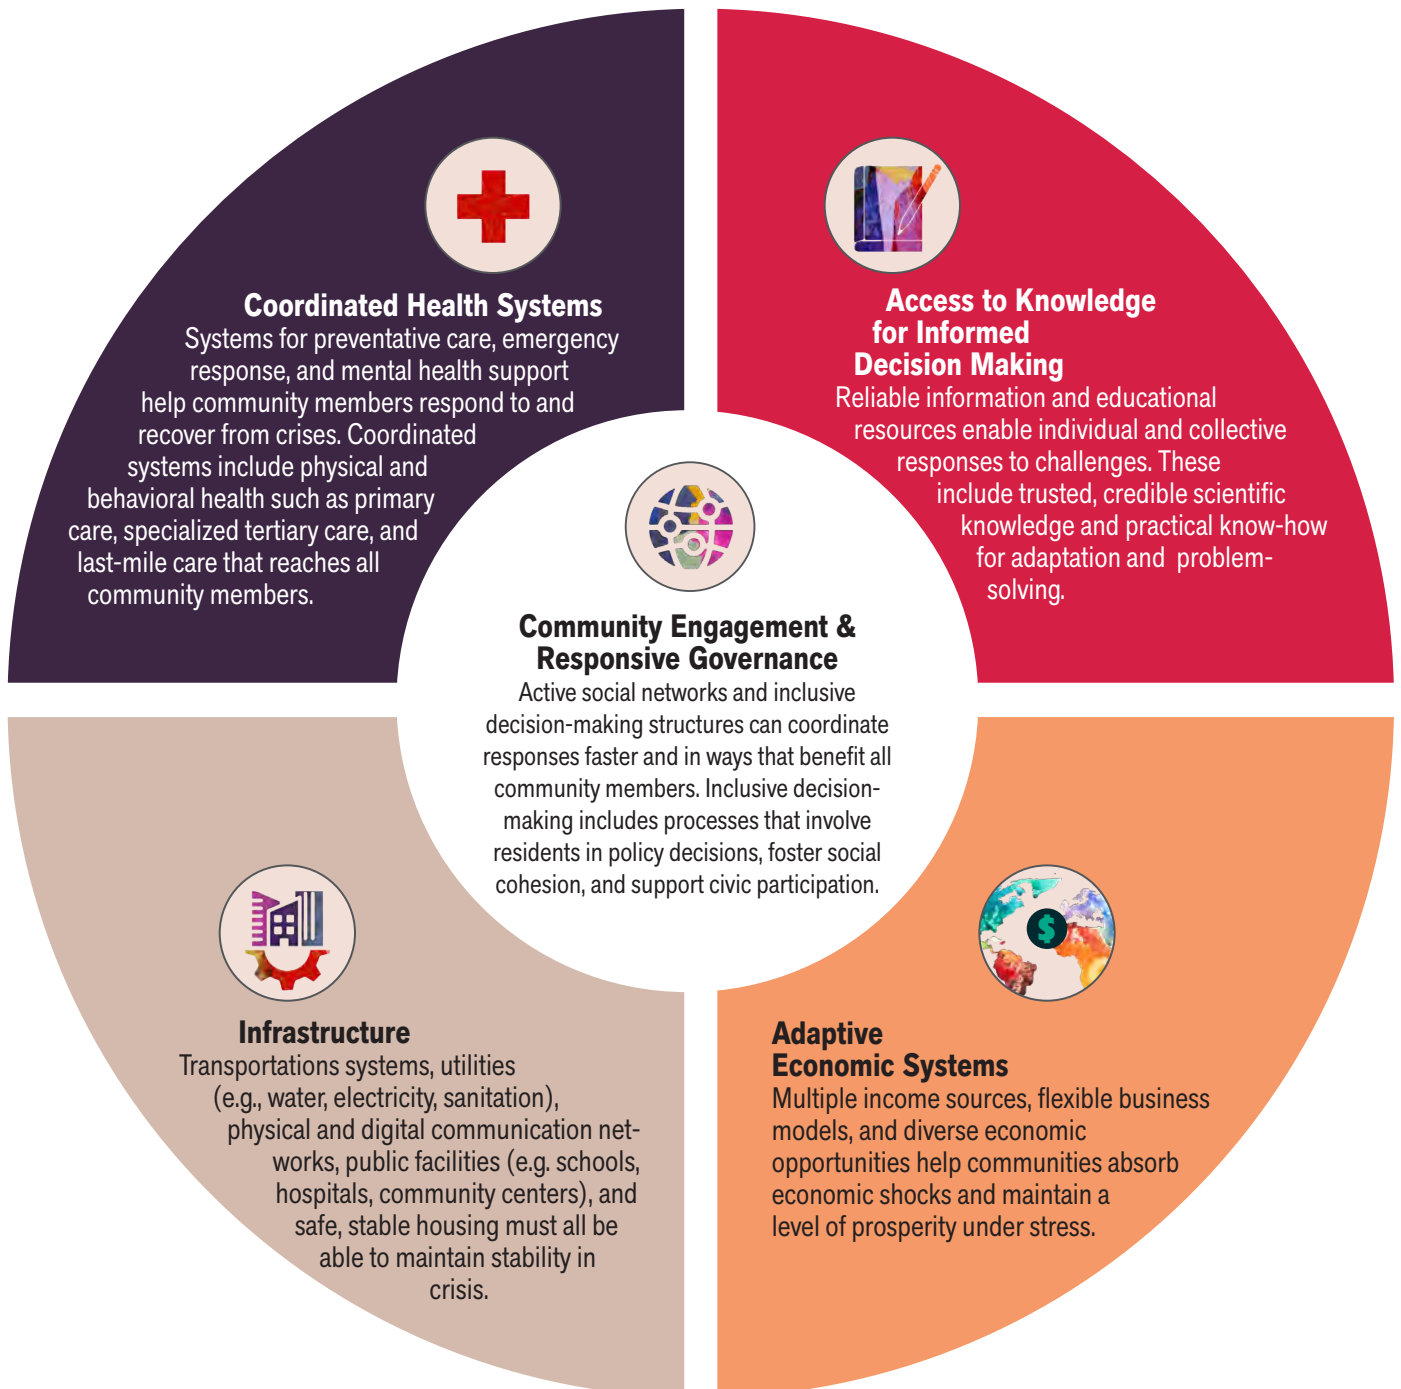 Coordinated Health Systems
Systems for preventative care, emergency
response, and mental health support
help community members respond to and
recover from crises. Coordinated
systems include physical and
behavioral health such as primary
care, specialized tertiary care, and
last-mile care that reaches all
community members.
Access to Knowledge
for Informed
Decision Making
Reliable information and educational
resources enable individual and collective
responses to challenges. These
include trusted, credible scientific
knowledge and practical know-how
for adaptation and  problem-
solving.
Community Engagement &
Responsive Governance
Active social networks and inclusive
decision-making structures can coordinate
responses faster and in ways that benefit all
community members. Inclusive decision-
making includes processes that involve
residents in policy decisions, foster social
cohesion, and support civic participation.
Infrastructure
Transportations systems, utilities
(e.g., water, electricity, sanitation),
physical and digital communication net-
works, public facilities (e.g. schools,
hospitals, community centers), and
safe, stable housing must all be
able to maintain stability in
crisis.
$
Adaptive
Economic Systems
Multiple income sources, flexible business
models, and diverse economic
opportunities help communities absorb
economic shocks and maintain a
level of prosperity under stress.